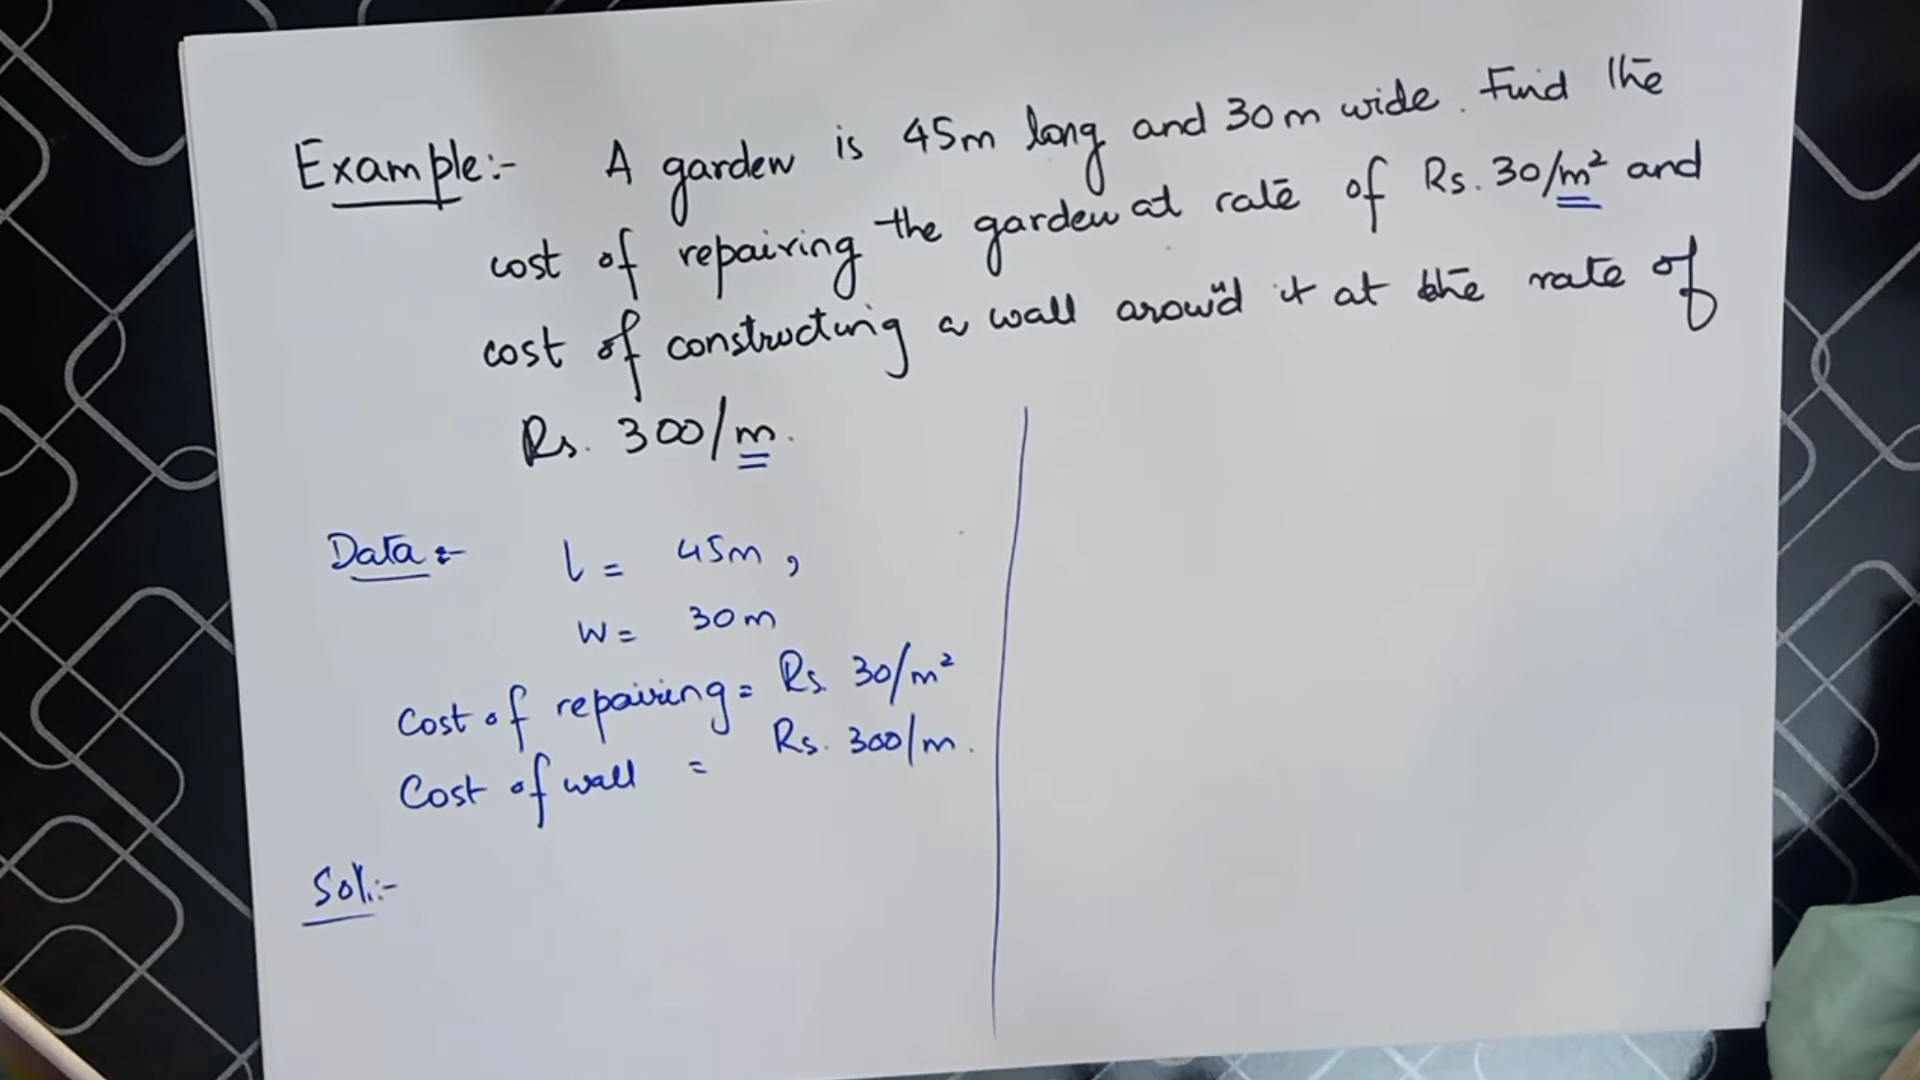 Example:- A garden is 45m long and 30m wide. Find the
cost of repairing the garden at rate of Rs. 30/m² and
cost of constructing a wall around it at the rate of
Rs. 300/m.
Data:- l = 45m,
w = 30m
Cost of repairing = Rs. 30/m²
Cost of wall = Rs. 300/m.
Sol:-